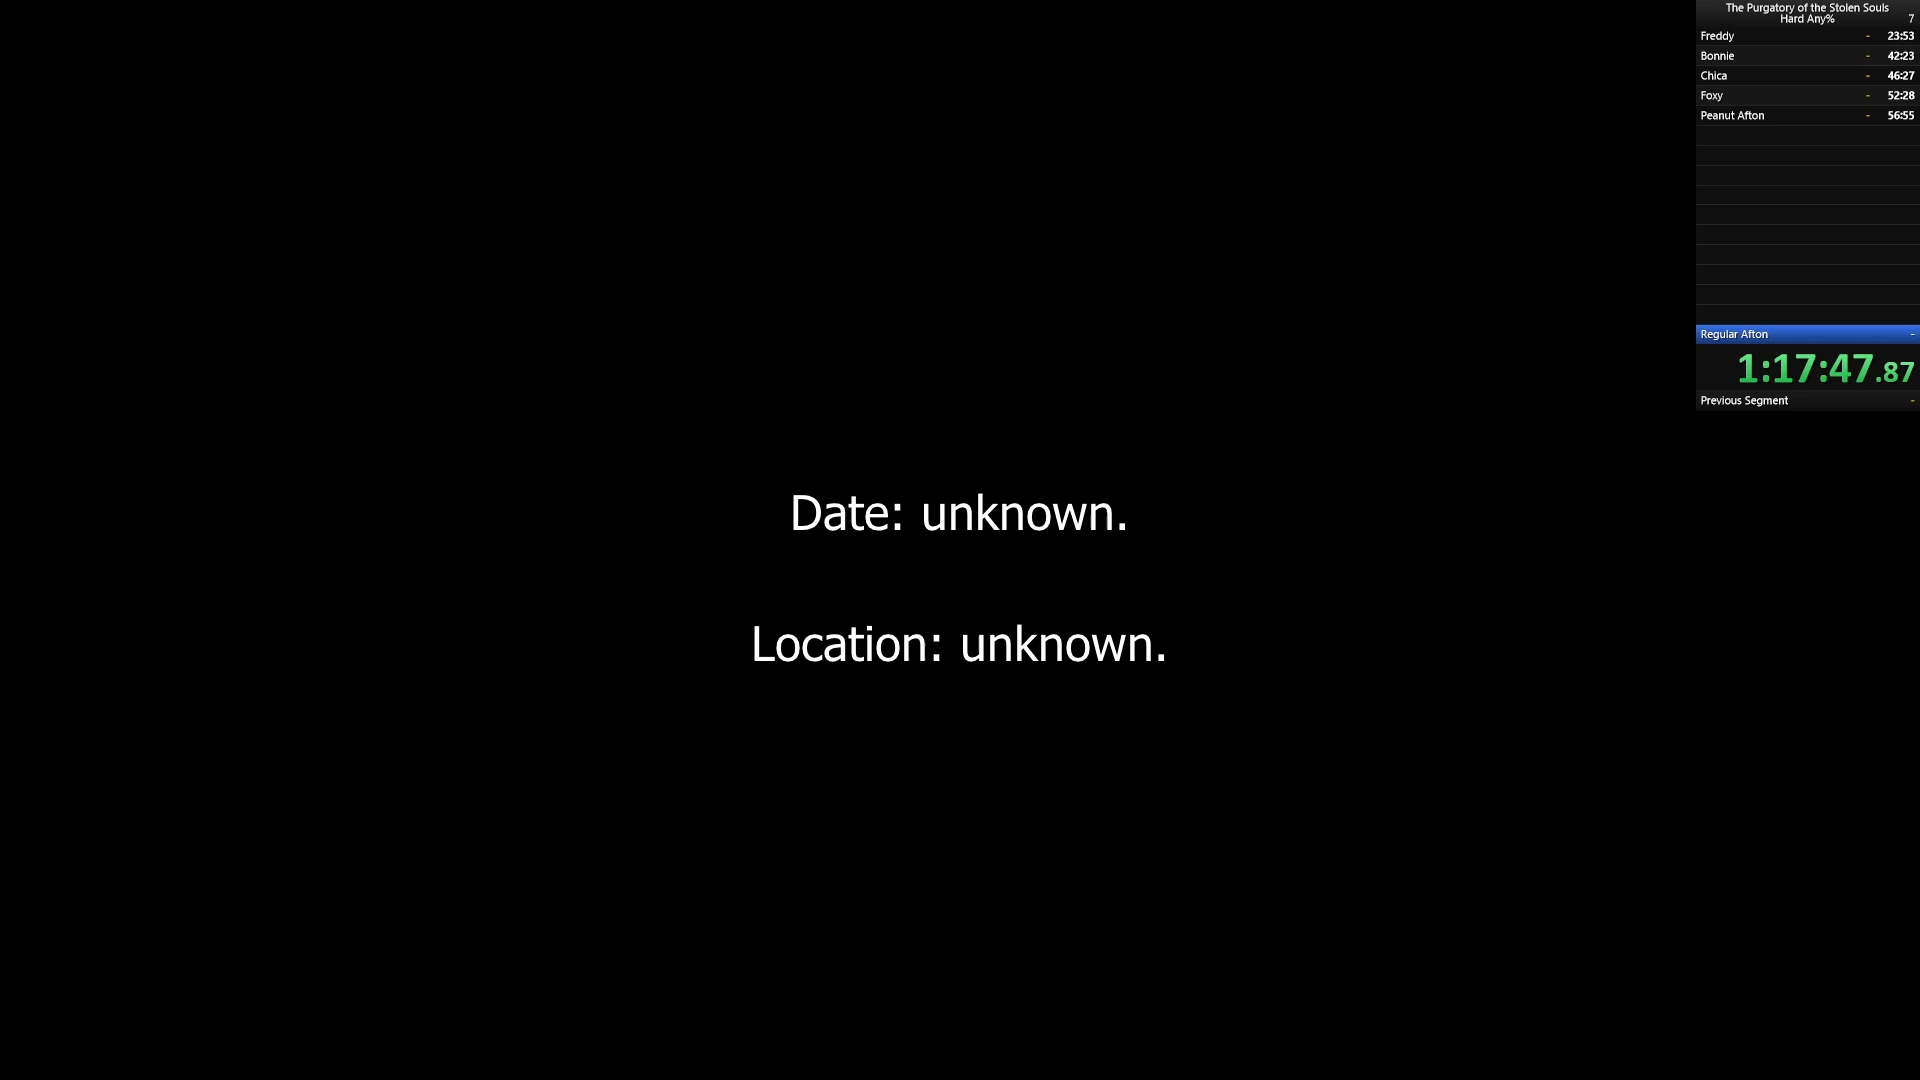 The Purgatory of the Stolen Souls
Hard Any% 7
Freddy - 23:53
Bonnie - 42:23
Chica - 46:27
Foxy - 52:28
Peanut Afton - 56:55
Regular Afton -
1:17:47.87
Previous Segment -
Date: unknown.
Location: unknown.